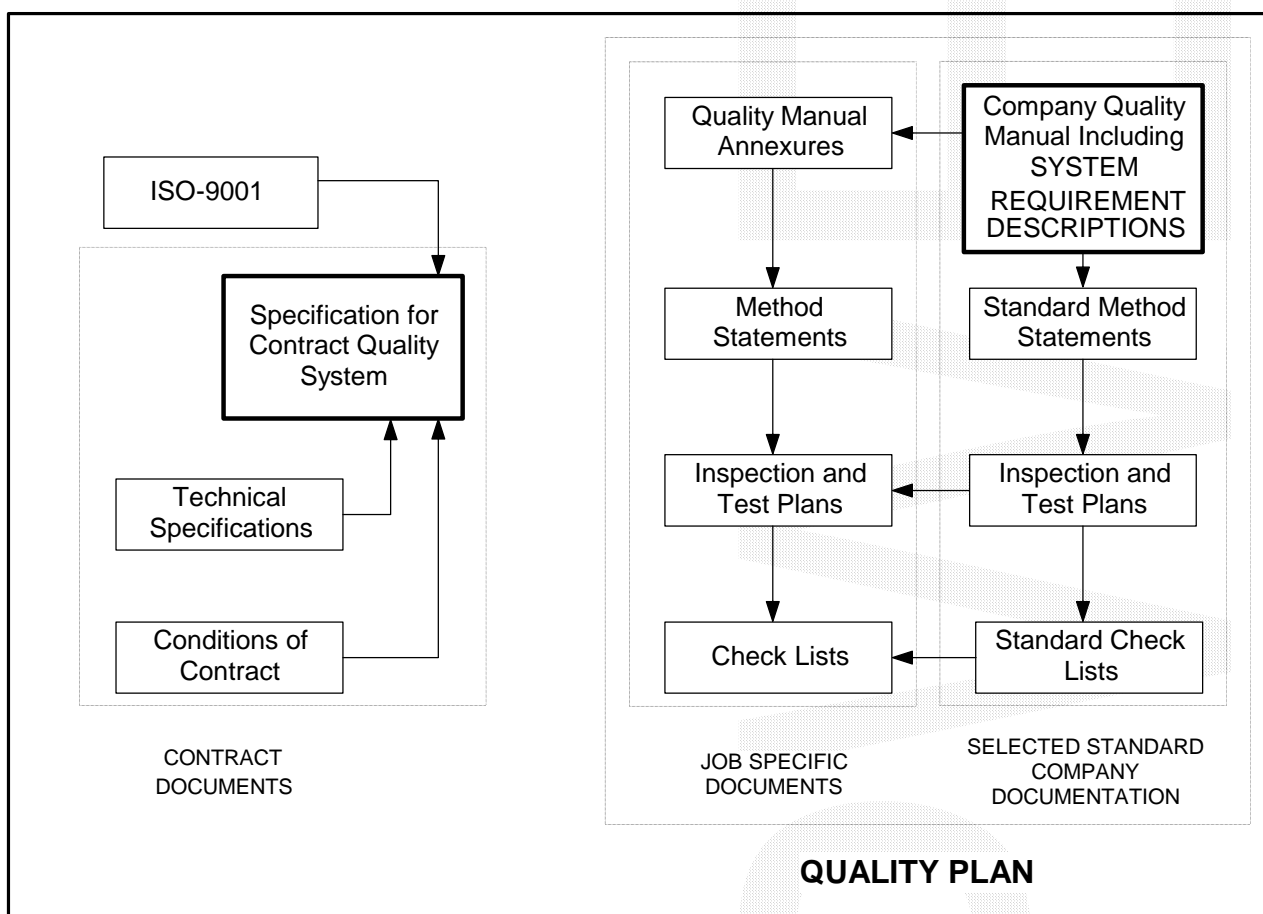 ISO-9001
Specification for
Contract Quality
System
Technical
Specifications
Conditions of
Contract
CONTRACT
DOCUMENTS
Quality Manual
Annexures
Method
Statements
Inspection and
Test Plans
Check Lists
JOB SPECIFIC
DOCUMENTS
Company Quality
Manual Including
SYSTEM
REQUIREMENT
DESCRIPTIONS
Standard Method
Statements
Inspection and
Test Plans
Standard Check
Lists
SELECTED STANDARD
COMPANY
DOCUMENTATION
QUALITY PLAN